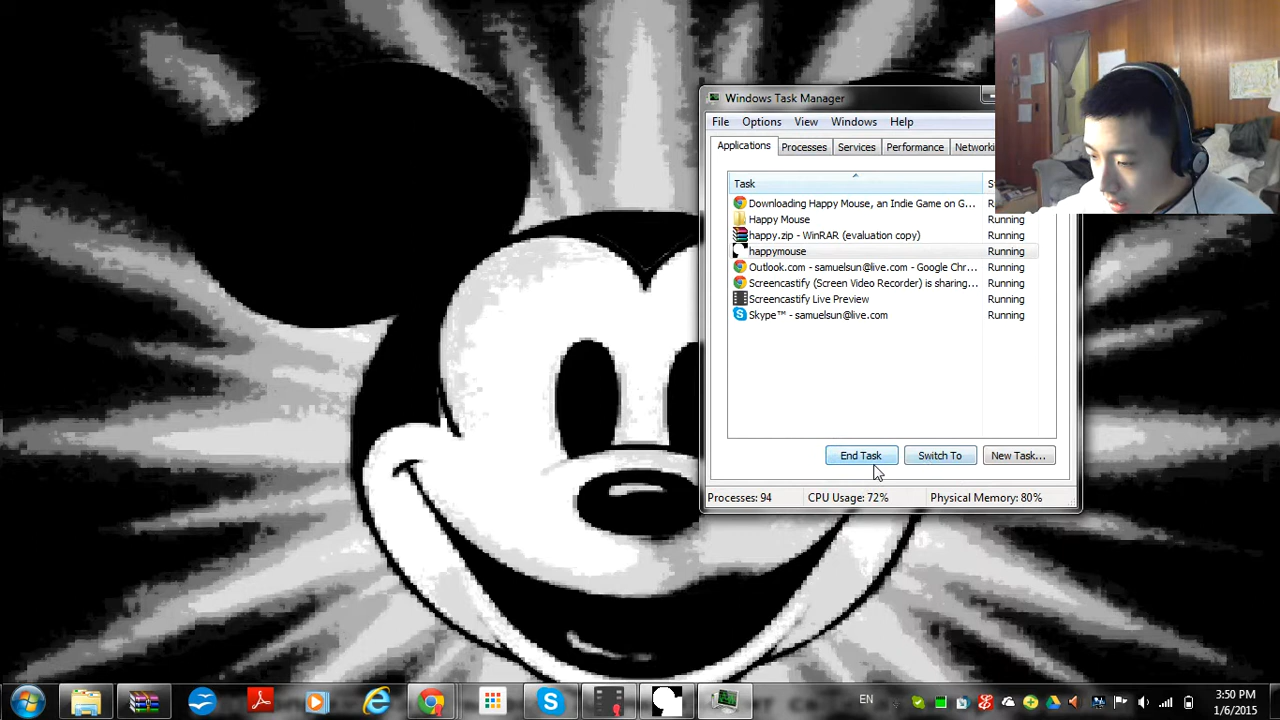 Windows Task Manager
File Options View Windows Help
Applications Processes Services Performance
Task
Downloading Happy Mouse, an Indie Game on G...
Happy Mouse Running
happy.zip - WinRAR (evaluation copy) Running
happymouse Running
Outlook.com - samuelsun@live.com - Google Chr... Running
Screencastify (Screen Video Recorder) is sharing... Running
Screencastify Live Preview Running
Skype™ - samuelsun@live.com Running
End Task Switch To New Task...
Processes: 94 CPU Usage: 72% Physical Memory: 80%
EN
3:50 PM
1/6/2015